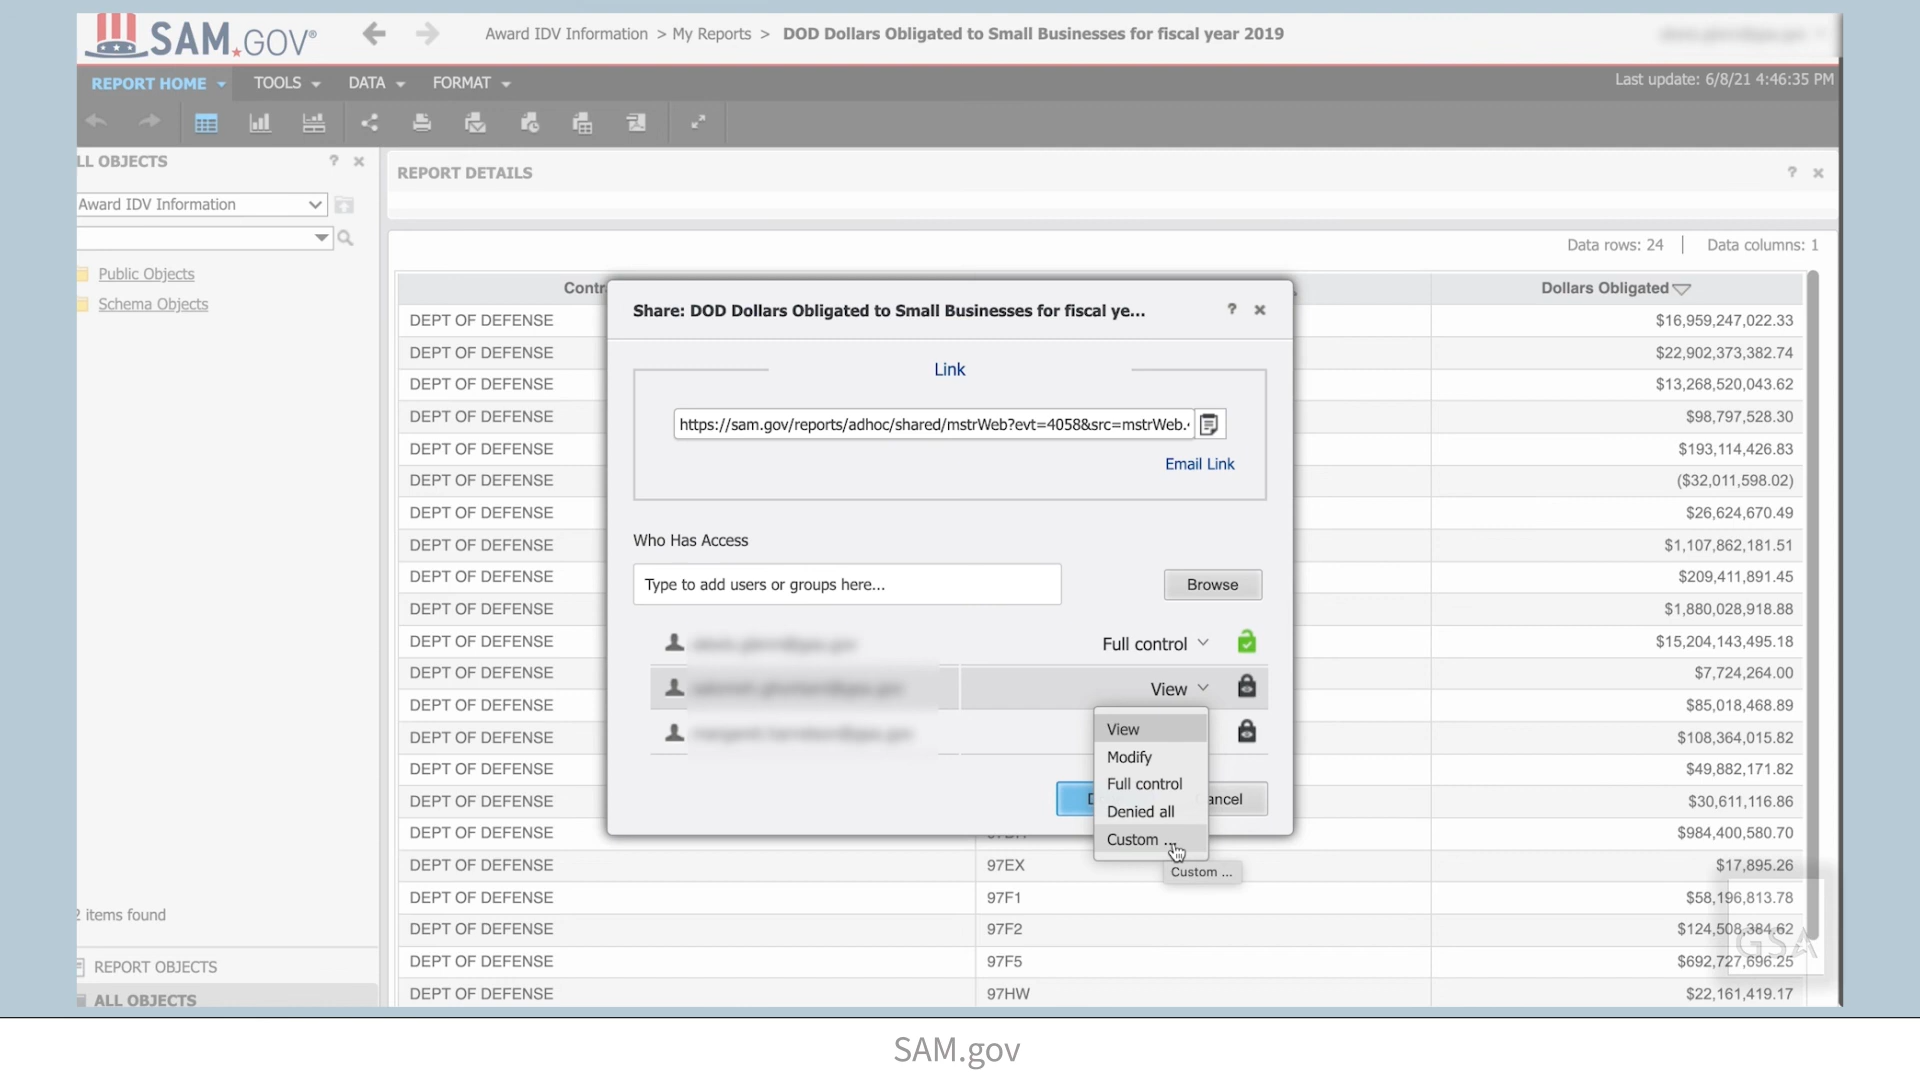 SAM.GOV®
Award IDV Information > My Reports > DOD Dollars Obligated to Small Businesses for fiscal year 2019
REPORT HOME TOOLS DATA FORMAT
Last update: 6/8/21 4:46:35 PM
LL OBJECTS ? ×
REPORT DETAILS ? ×
Award IDV Information
Public Objects
Schema Objects
Data rows: 24 | Data columns: 1
Contr Dollars Obligated
DEPT OF DEFENSE $16,959,247,022.33
DEPT OF DEFENSE $22,902,373,382.74
DEPT OF DEFENSE $13,268,520,043.62
DEPT OF DEFENSE $98,797,528.30
DEPT OF DEFENSE $193,114,426.83
DEPT OF DEFENSE ($32,011,598.02)
DEPT OF DEFENSE $26,624,670.49
DEPT OF DEFENSE $1,107,862,181.51
DEPT OF DEFENSE $209,411,891.45
DEPT OF DEFENSE $1,880,028,918.88
DEPT OF DEFENSE $15,204,143,495.18
DEPT OF DEFENSE $7,724,264.00
DEPT OF DEFENSE $85,018,468.89
DEPT OF DEFENSE $108,364,015.82
DEPT OF DEFENSE $49,882,171.82
DEPT OF DEFENSE $30,611,116.86
DEPT OF DEFENSE $984,400,580.70
DEPT OF DEFENSE 97EX $17,895.26
DEPT OF DEFENSE 97F1 $58,196,813.78
DEPT OF DEFENSE 97F2 $124,508,384.62
DEPT OF DEFENSE 97F5 $692,727,696.25
DEPT OF DEFENSE 97HW $22,161,419.17
Share: DOD Dollars Obligated to Small Businesses for fiscal ye... ? ×
Link
https://sam.gov/reports/adhoc/shared/mstrWeb?evt=4058&src=mstrWeb.
Email Link
Who Has Access
Type to add users or groups here...
Browse
Full control
View
View
Modify
Full control
Denied all
Custom ...
ancel
Custom ...
2 items found
REPORT OBJECTS
ALL OBJECTS
GSA
SAM.gov